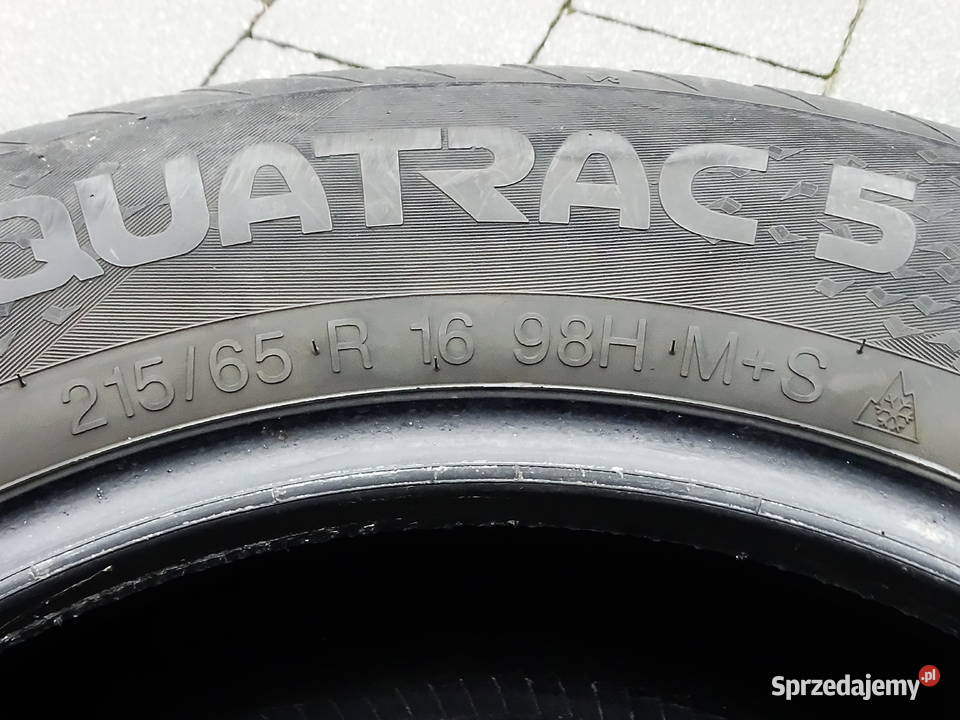 QUATRAC 5
215/65 R 16 98H M+S
Sprzedajemy.pl